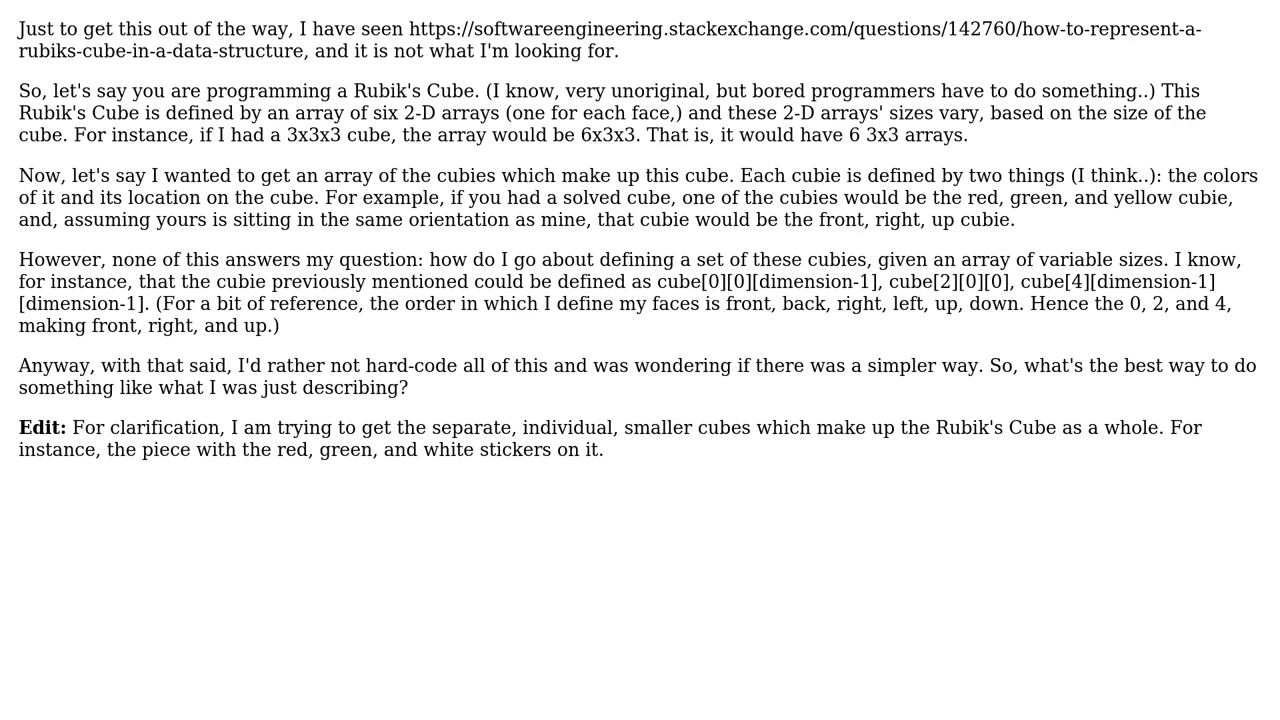 Just to get this out of the way, I have seen https://softwareengineering.stackexchange.com/questions/142760/how-to-represent-a-
rubiks-cube-in-a-data-structure, and it is not what I'm looking for.
So, let's say you are programming a Rubik's Cube. (I know, very unoriginal, but bored programmers have to do something..) This
Rubik's Cube is defined by an array of six 2-D arrays (one for each face,) and these 2-D arrays' sizes vary, based on the size of the
cube. For instance, if I had a 3x3x3 cube, the array would be 6x3x3. That is, it would have 6 3x3 arrays.
Now, let's say I wanted to get an array of the cubies which make up this cube. Each cubie is defined by two things (I think..): the colors
of it and its location on the cube. For example, if you had a solved cube, one of the cubies would be the red, green, and yellow cubie,
and, assuming yours is sitting in the same orientation as mine, that cubie would be the front, right, up cubie.
However, none of this answers my question: how do I go about defining a set of these cubies, given an array of variable sizes. I know,
for instance, that the cubie previously mentioned could be defined as cube[0][0][dimension-1], cube[2][0][0], cube[4][dimension-1]
[dimension-1]. (For a bit of reference, the order in which I define my faces is front, back, right, left, up, down. Hence the 0, 2, and 4,
making front, right, and up.)
Anyway, with that said, I'd rather not hard-code all of this and was wondering if there was a simpler way. So, what's the best way to do
something like what I was just describing?
Edit: For clarification, I am trying to get the separate, individual, smaller cubes which make up the Rubik's Cube as a whole. For
instance, the piece with the red, green, and white stickers on it.